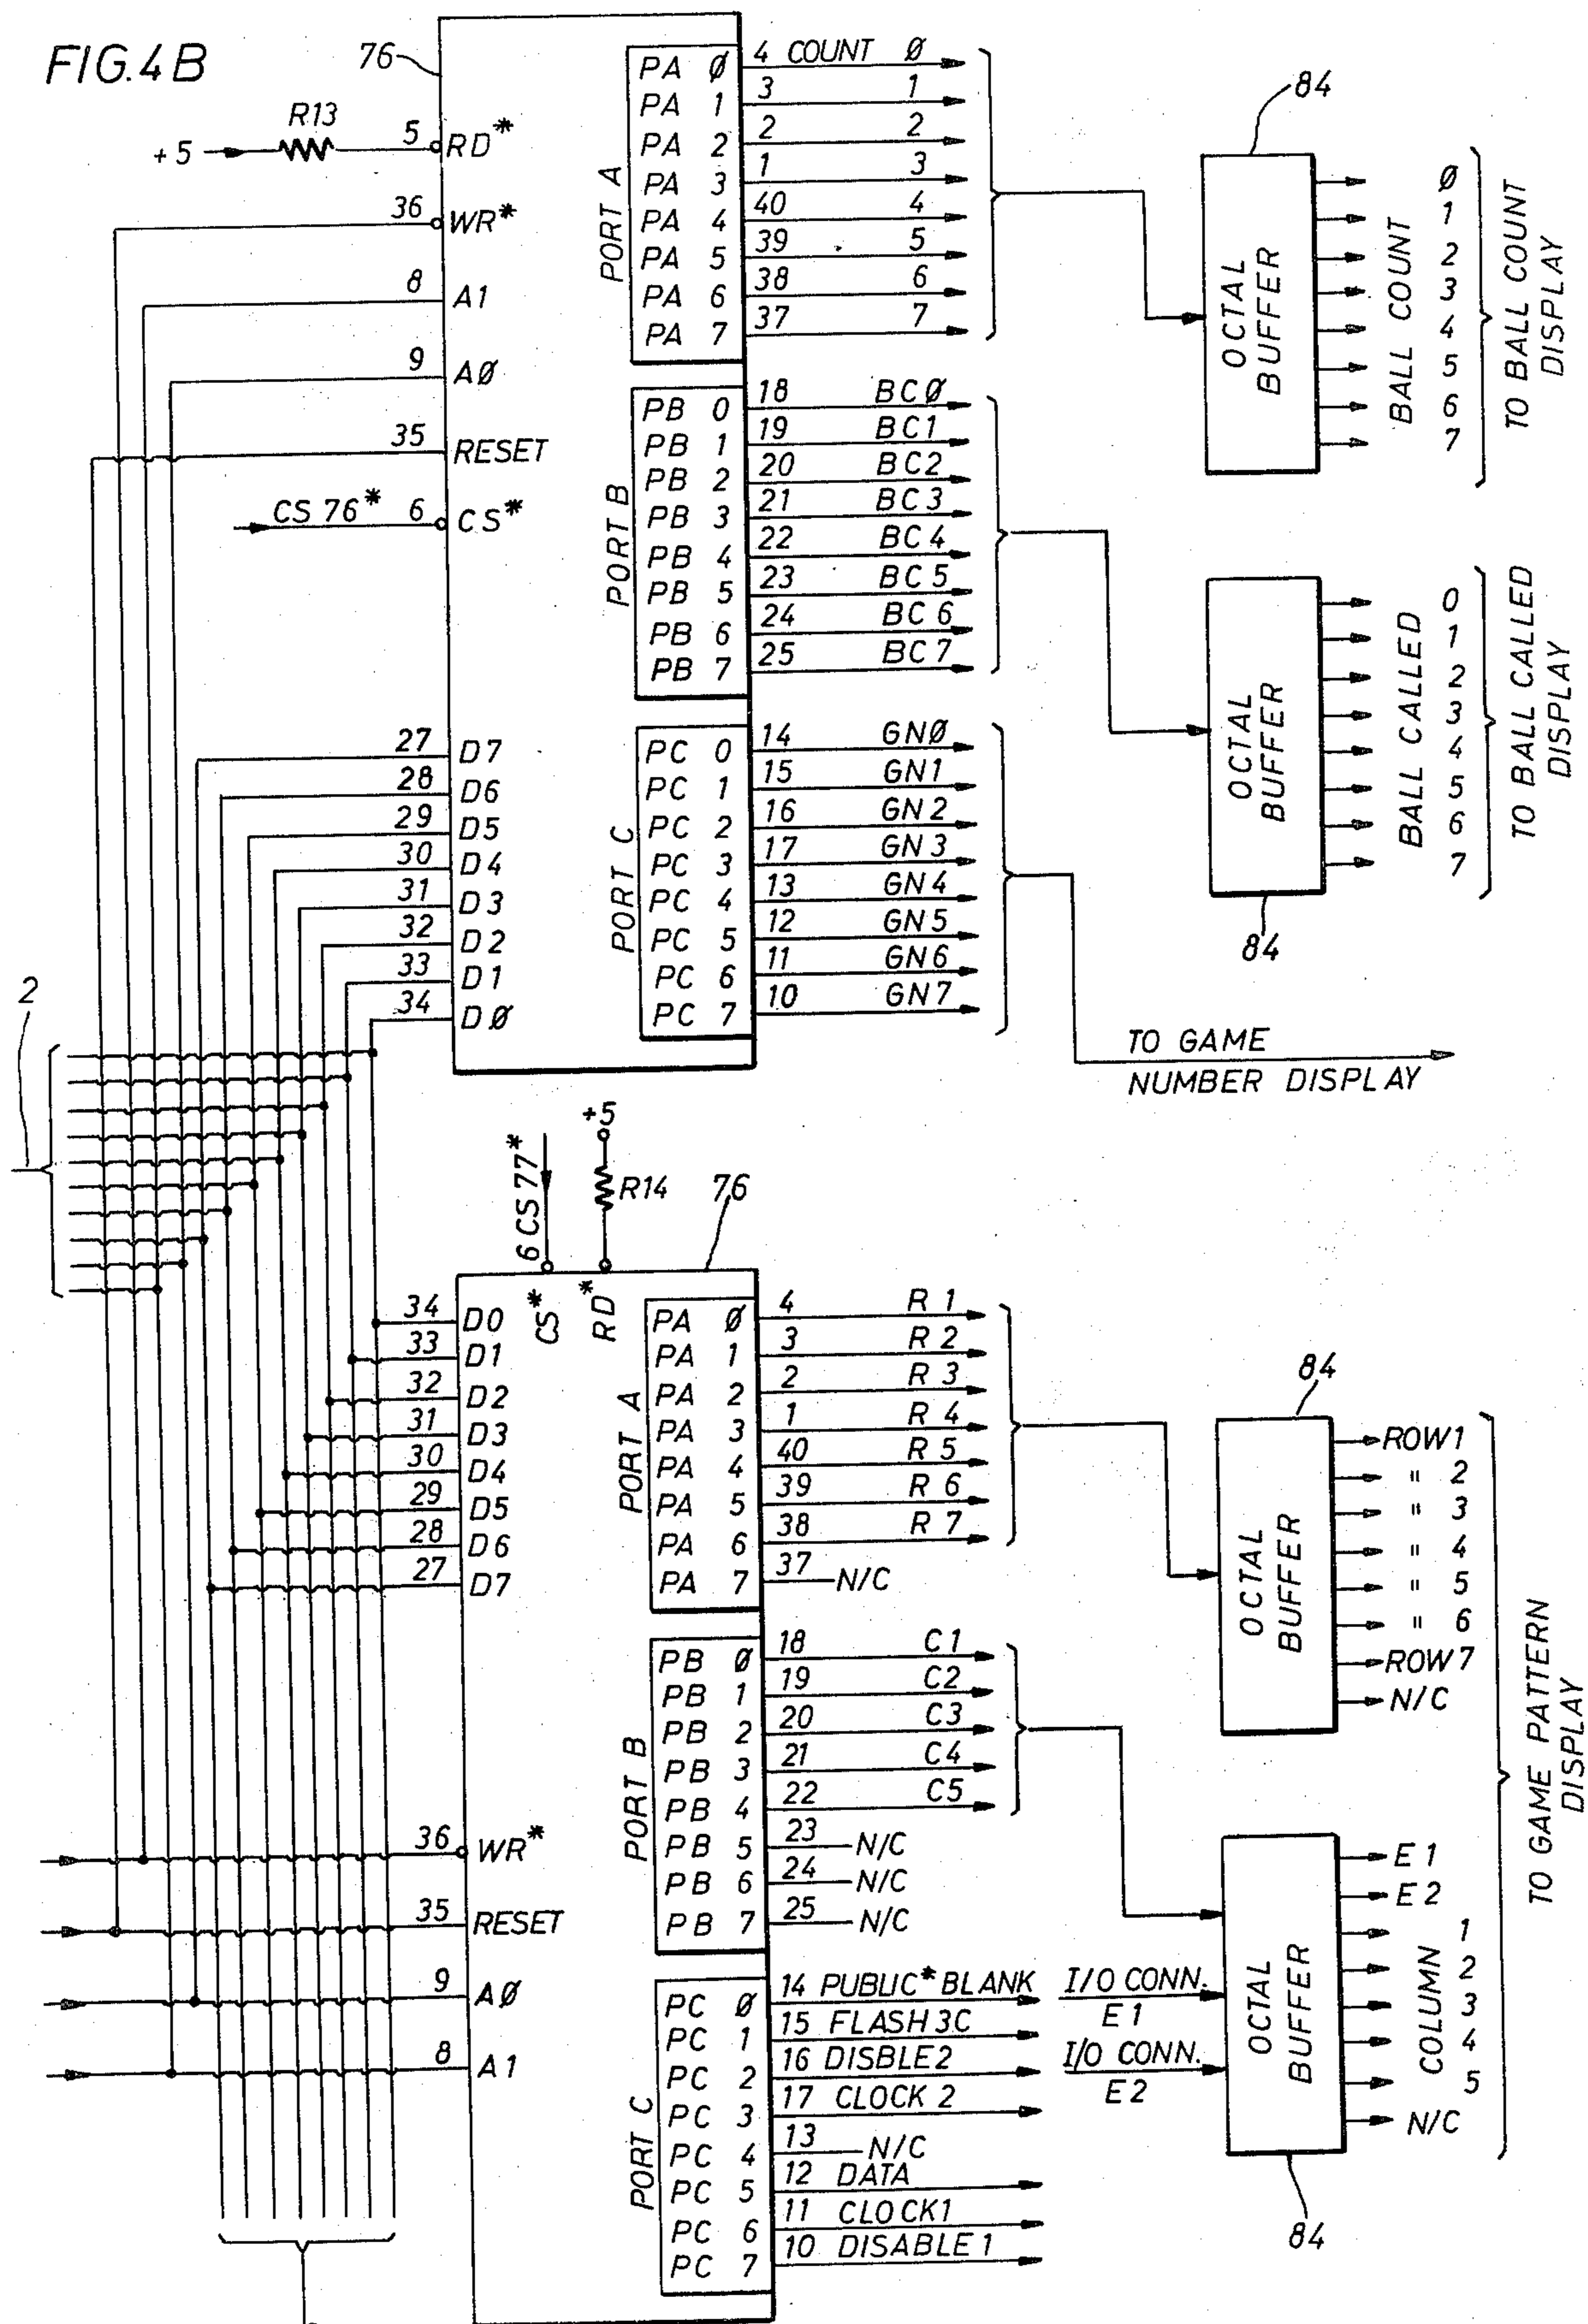 FIG.4B
76
R13
+5
5 RD*
36 WR*
8 A1
9 AØ
35 RESET
CS 76* 6 CS*
27 D7
28 D6
29 D5
30 D4
31 D3
32 D2
33 D1
34 DØ
2
PORT A
PA Ø 4 COUNT Ø
PA 1 3 1
PA 2 2 2
PA 3 1 3
PA 4 40 4
PA 5 39 5
PA 6 38 6
PA 7 37 7
PORT B
PB 0 18 BCØ
PB 1 19 BC1
PB 2 20 BC2
PB 3 21 BC3
PB 4 22 BC4
PB 5 23 BC5
PB 6 24 BC6
PB 7 25 BC7
PORT C
PC 0 14 GNØ
PC 1 15 GN1
PC 2 16 GN2
PC 3 17 GN3
PC 4 13 GN4
PC 5 12 GN5
PC 6 11 GN6
PC 7 10 GN7
84
OCTAL
BUFFER
BALL COUNT
Ø
1
2
3
4
5
6
7
TO BALL COUNT
DISPLAY
OCTAL
BUFFER
84
BALL CALLED
0
1
2
3
4
5
6
7
TO BALL CALLED
DISPLAY
TO GAME
NUMBER DISPLAY
6 CS77*
+5
R14
76
CS*
RD*
34 D0
33 D1
32 D2
31 D3
30 D4
29 D5
28 D6
27 D7
36 WR*
35 RESET
9 AØ
8 A1
PORT A
PA Ø 4 R1
PA 1 3 R2
PA 2 2 R3
PA 3 1 R4
PA 4 40 R5
PA 5 39 R6
PA 6 38 R7
PA 7 37 N/C
PORT B
PB Ø 18 C1
PB 1 19 C2
PB 2 20 C3
PB 3 21 C4
PB 4 22 C5
PB 5 23 N/C
PB 6 24 N/C
PB 7 25 N/C
PORT C
PC Ø 14 PUBLIC* BLANK
PC 1 15 FLASH 3C
PC 2 16 DISBLE2
PC 3 17 CLOCK 2
PC 4 13 N/C
PC 5 12 DATA
PC 6 11 CLOCK1
PC 7 10 DISABLE 1
84
OCTAL
BUFFER
ROW1
" 2
" 3
" 4
" 5
" 6
ROW7
N/C
I/O CONN.
E1
I/O CONN.
E2
OCTAL
BUFFER
84
E1
E2
COLUMN
1
2
3
4
5
N/C
TO GAME PATTERN
DISPLAY